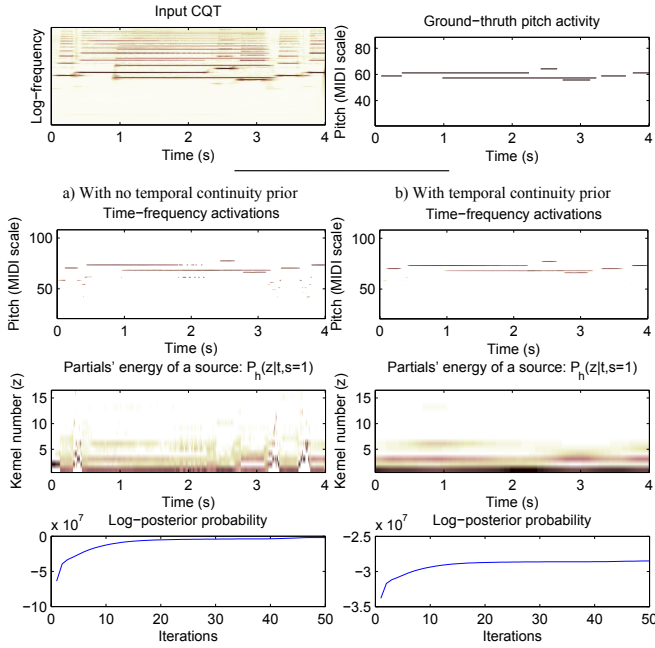 Input CQT
Log−frequency
0 1 2 3 4
Time (s)
Ground−thruth pitch activity
Pitch (MIDI scale)
80
60
40
0 1 2 3 4
Time (s)
a) With no temporal continuity prior
Time−frequency activations
Pitch (MIDI scale)
100
50
0 1 2 3 4
Time (s)
b) With temporal continuity prior
Time−frequency activations
Pitch (MIDI scale)
100
50
0 1 2 3 4
Time (s)
Partials' energy of a source: P_h(z|t,s=1)
Kernel number (z)
15
10
5
0 1 2 3 4
Time (s)
Partials' energy of a source: P_h(z|t,s=1)
Kernel number (z)
15
10
5
0 1 2 3 4
Time (s)
Log−posterior probability
x 10^7
0
−5
−10
0 10 20 30 40 50
Iterations
Log−posterior probability
x 10^7
−2.5
−3
−3.5
0 10 20 30 40 50
Iterations